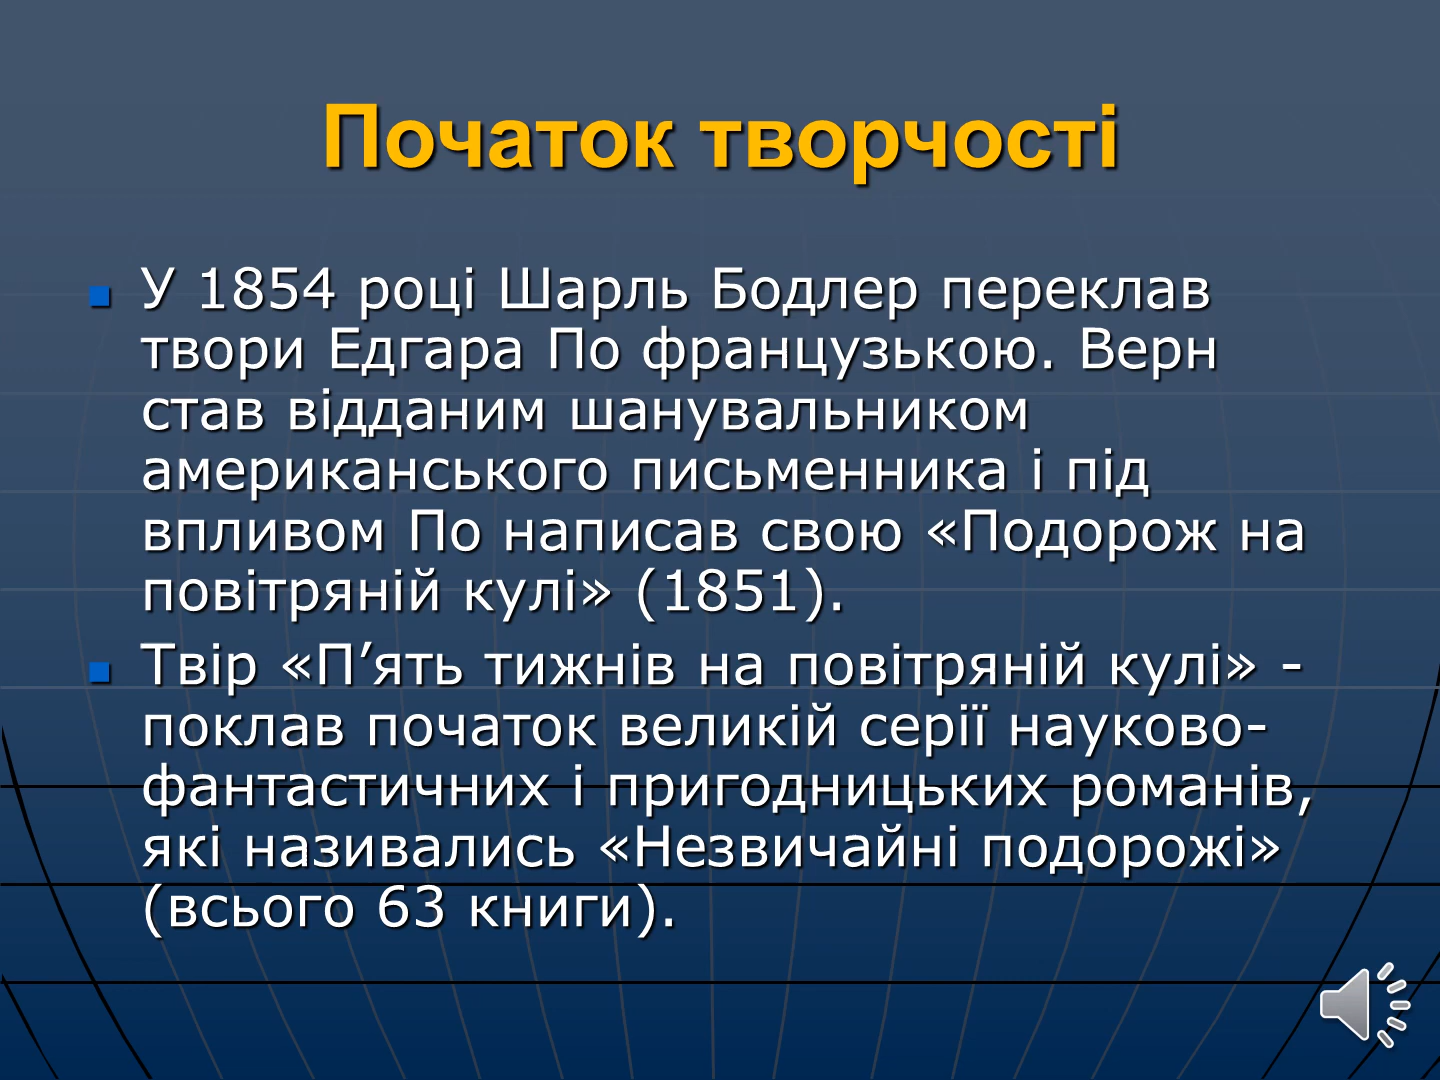 Початок творчості
У 1854 році Шарль Бодлер переклав
твори Едгара По французькою. Верн
став відданим шанувальником
американського письменника і під
впливом По написав свою «Подорож на
повітряній кулі» (1851).
Твір «П’ять тижнів на повітряній кулі» -
поклав початок великій серії науково-
фантастичних і пригодницьких романів,
які називались «Незвичайні подорожі»
(всього 63 книги).